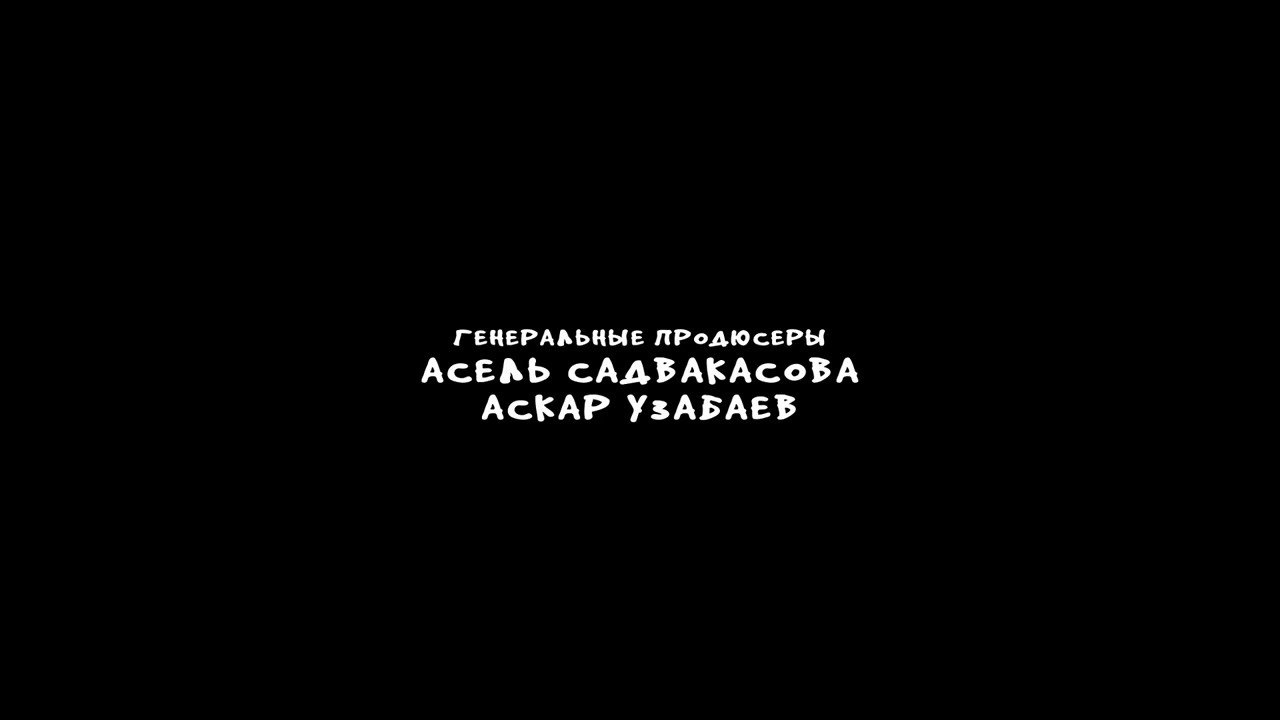 ГЕНЕРАЛЬНЫЕ ПРОДЮСЕРЫ
АСЕЛЬ САДВАКАСОВА
АСКАР УЗАБАЕВ